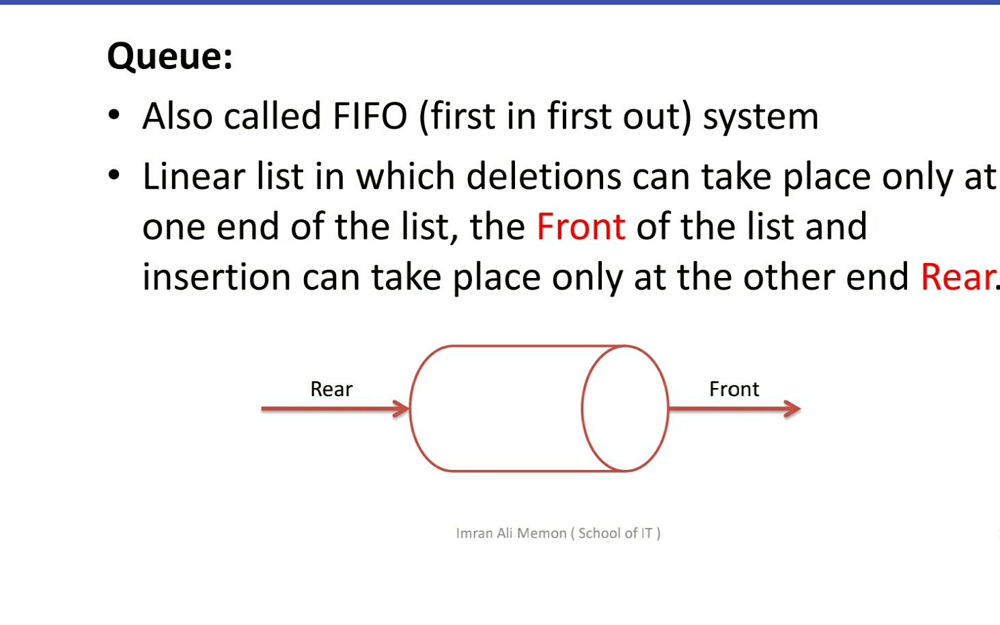 Queue:
• Also called FIFO (first in first out) system
• Linear list in which deletions can take place only at
one end of the list, the Front of the list and
insertion can take place only at the other end Rear.
Rear
Front
Imran Ali Memon ( School of IT )